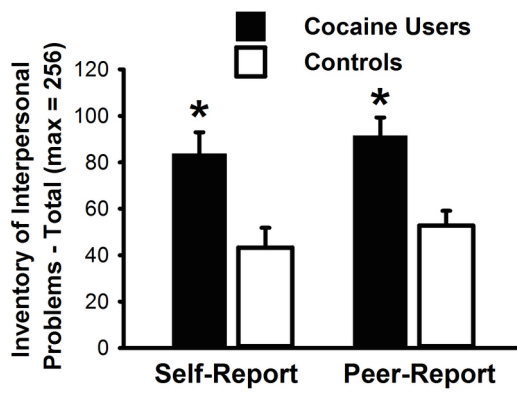 Cocaine Users
Controls
Inventory of Interpersonal
Problems - Total (max = 256)
120
100
80
60
40
20
0
*
*
Self-Report
Peer-Report